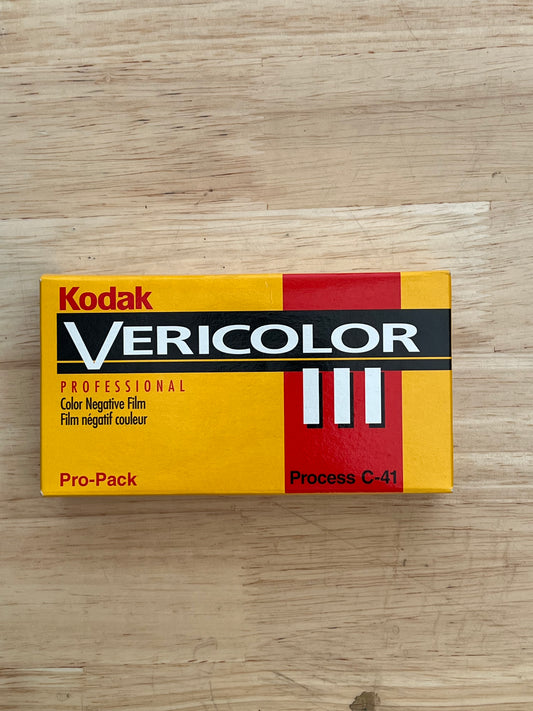 Kodak
VERICOLOR
III
PROFESSIONAL
Color Negative Film
Film négatif couleur
Pro-Pack
Process C-41